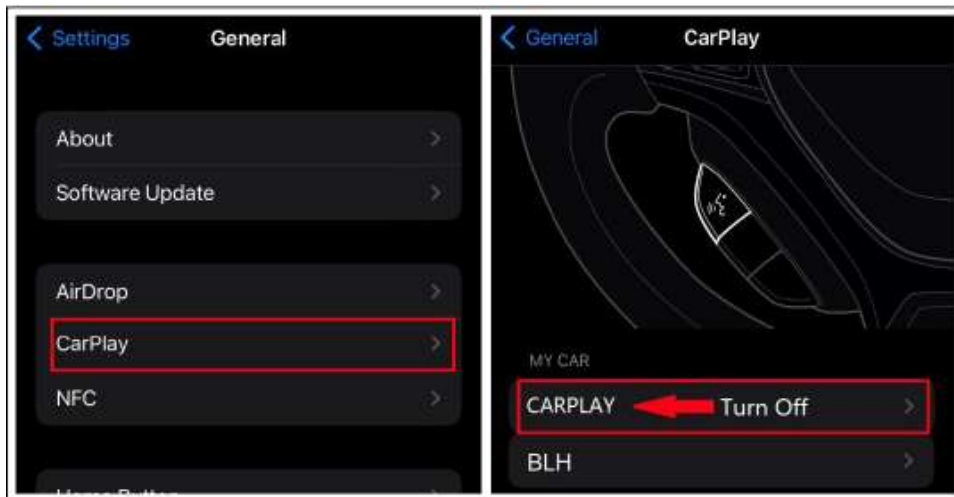 Settings General
About
Software Update
AirDrop
CarPlay
NFC
General CarPlay
MY CAR
CARPLAY Turn Off
BLH